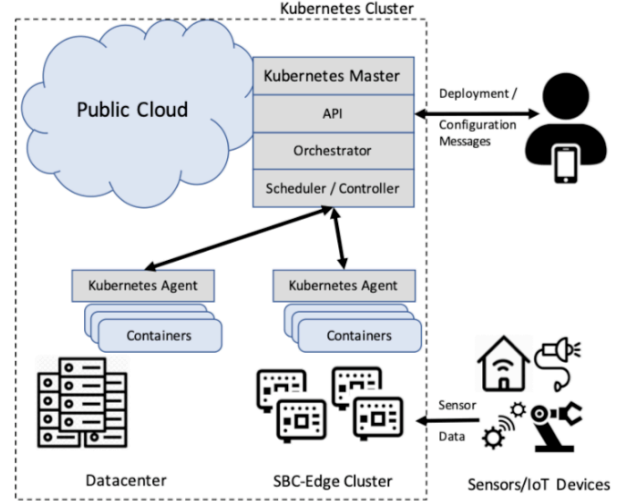 Kubernetes Cluster
Public Cloud
Kubernetes Master
API
Orchestrator
Scheduler / Controller
Deployment /
Configuration
Messages
Kubernetes Agent
Containers
Kubernetes Agent
Containers
Sensor
Data
Datacenter
SBC-Edge Cluster
Sensors/IoT Devices